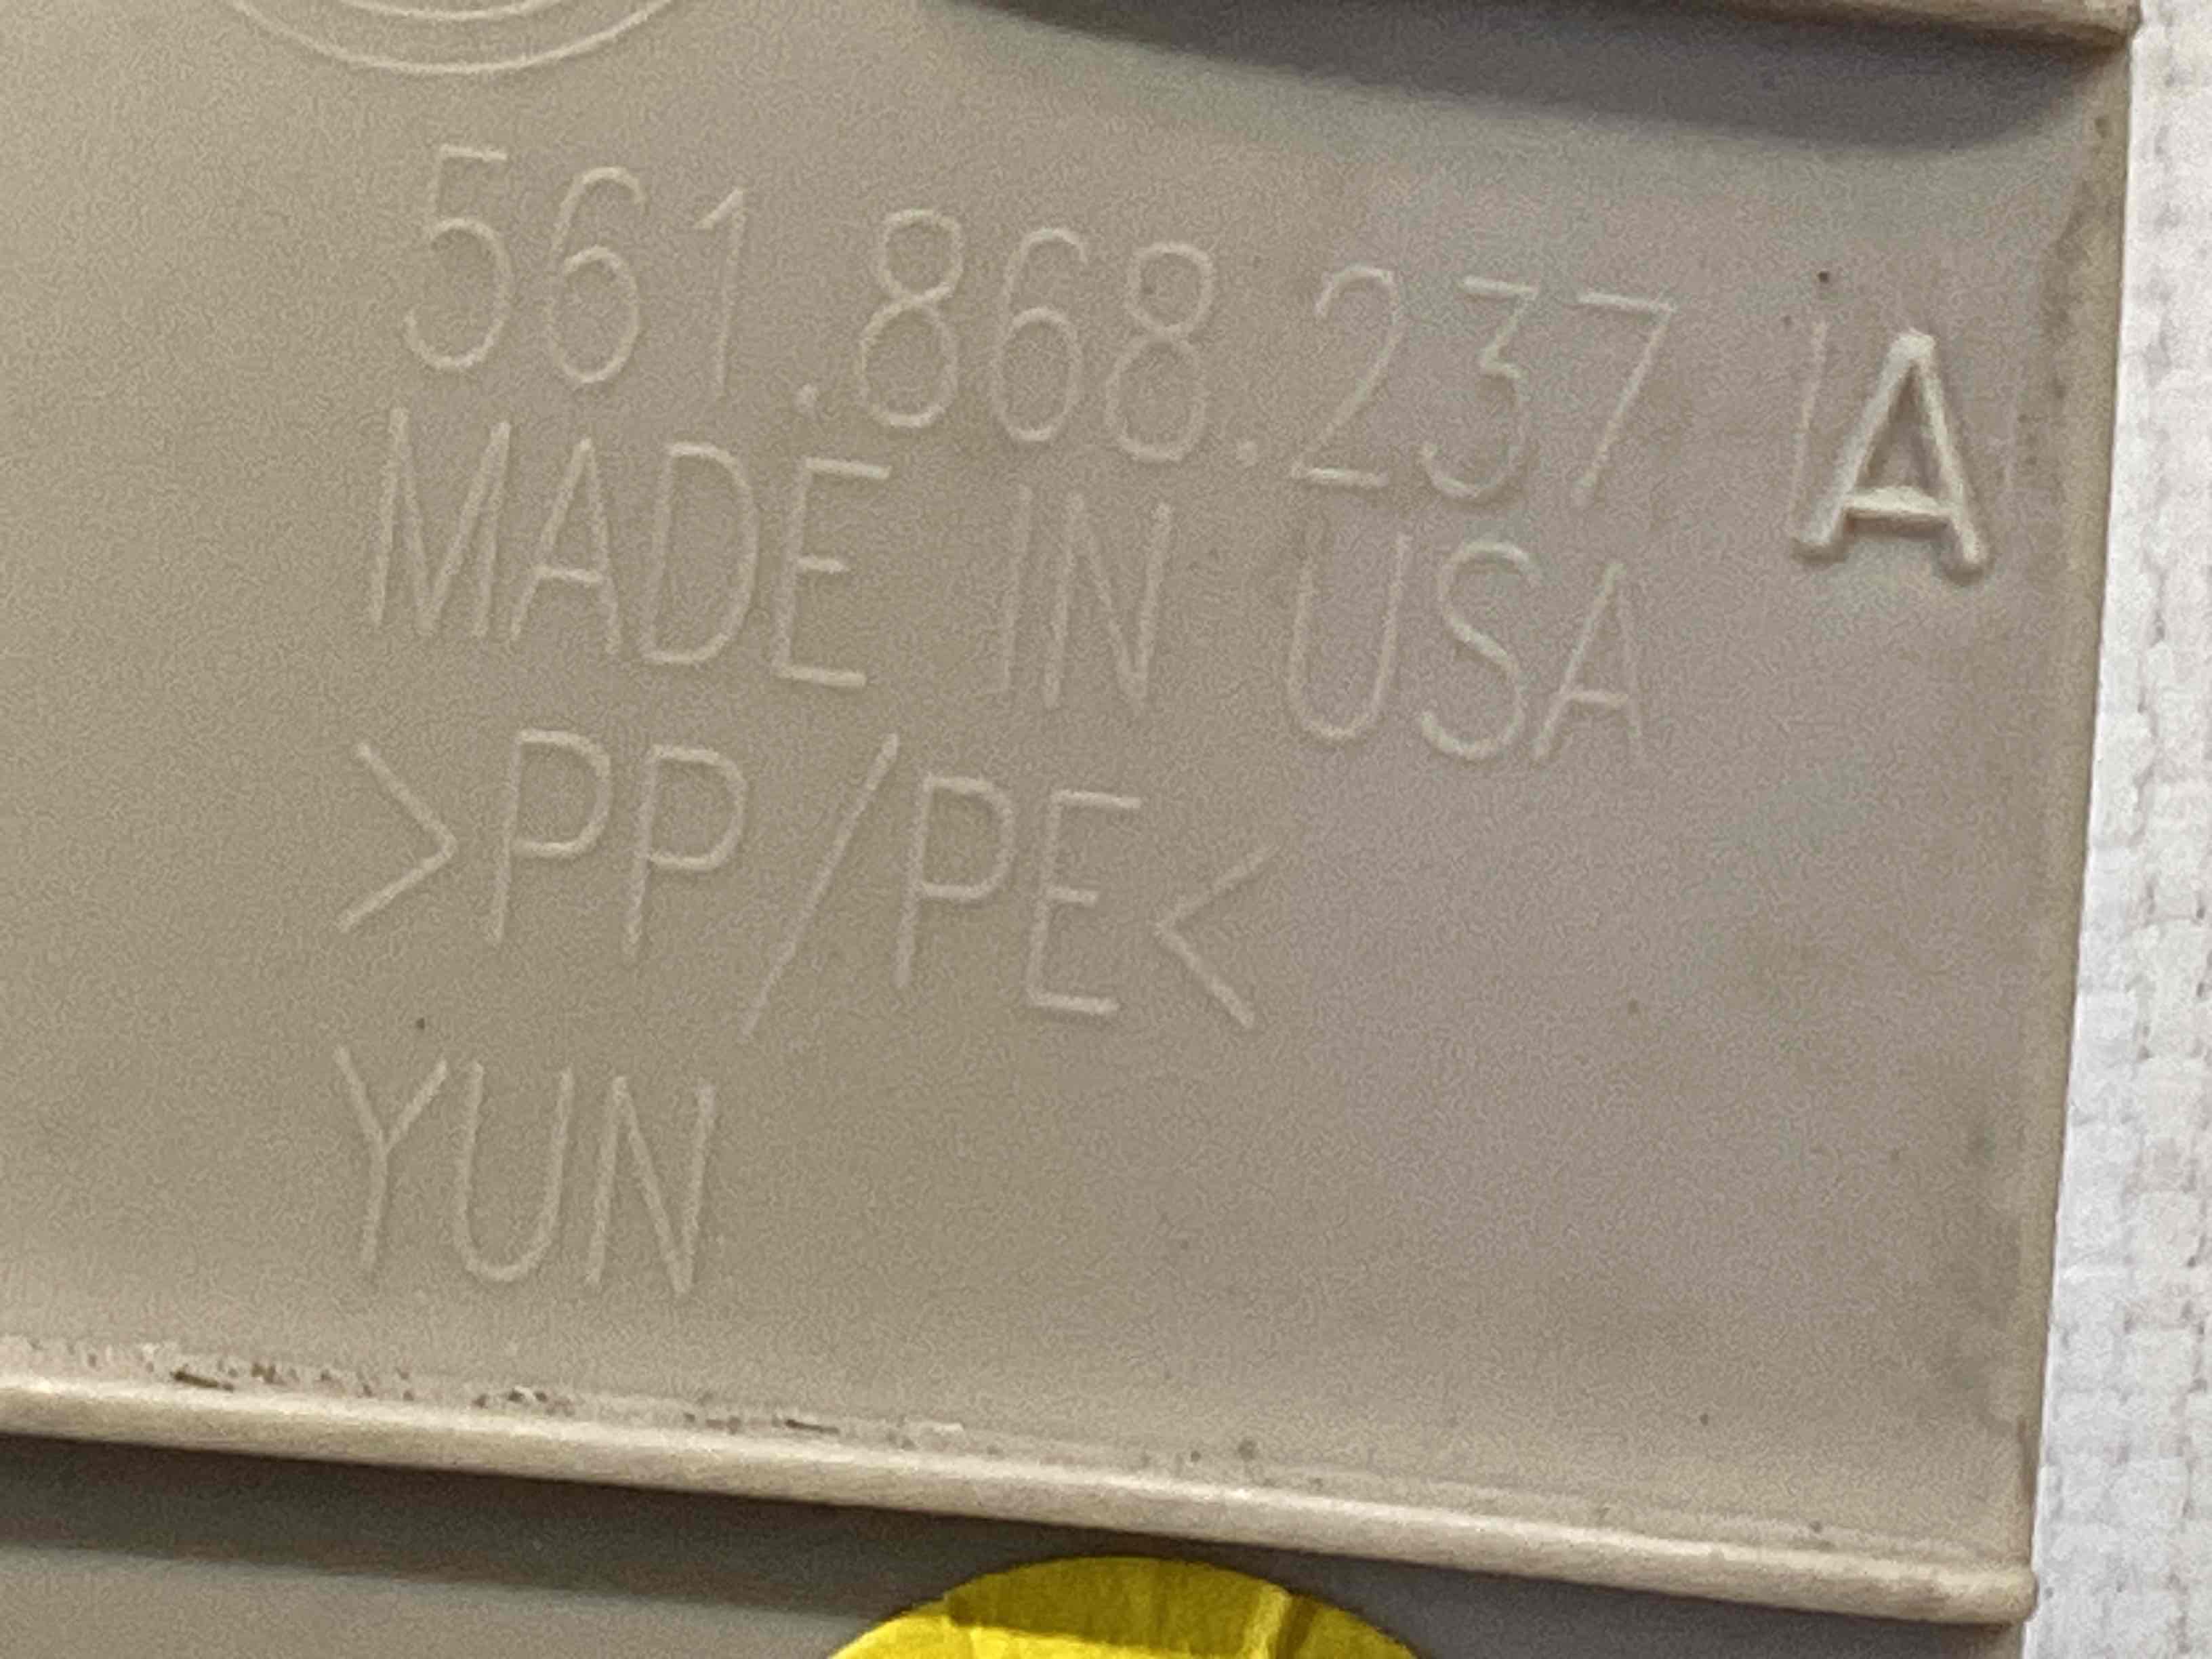 561.868.237 A
MADE IN USA
>PP/PE<
YUN